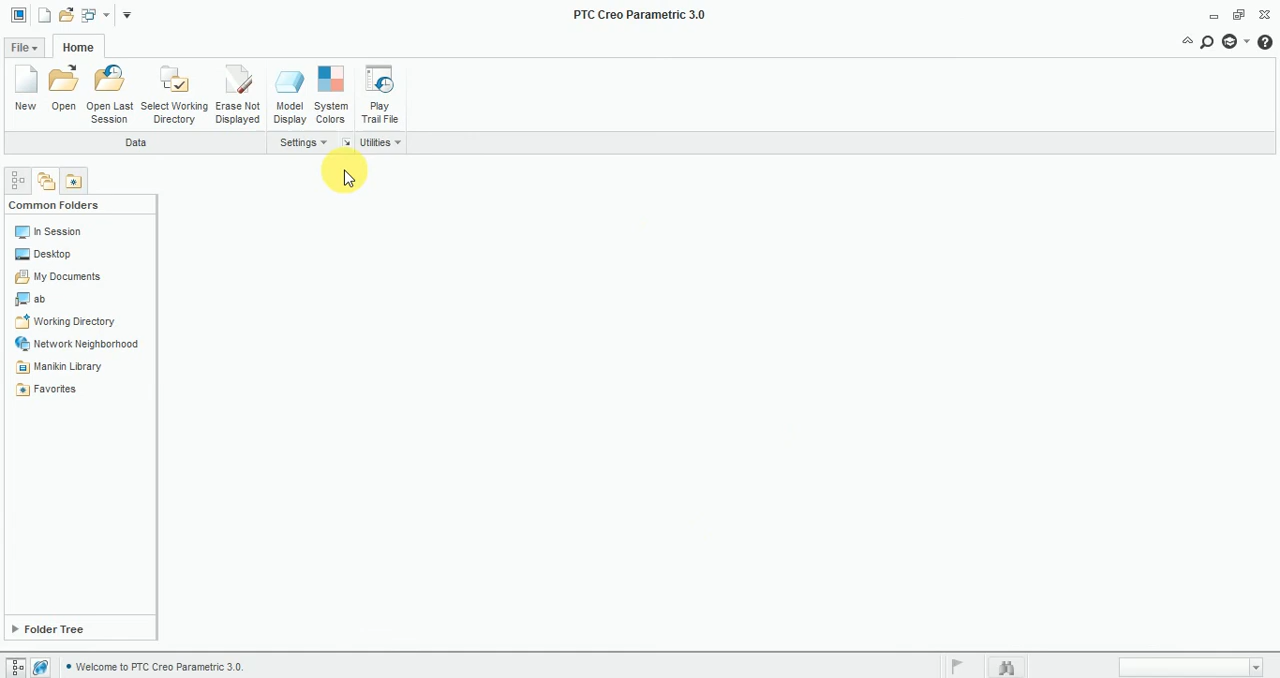 PTC Creo Parametric 3.0
File
Home
New
Open
Open Last
Session
Select Working
Directory
Erase Not
Displayed
Model
Display
System
Colors
Play
Trail File
Data
Settings
Utilities
Common Folders
In Session
Desktop
My Documents
ab
Working Directory
Network Neighborhood
Manikin Library
Favorites
Folder Tree
• Welcome to PTC Creo Parametric 3.0.